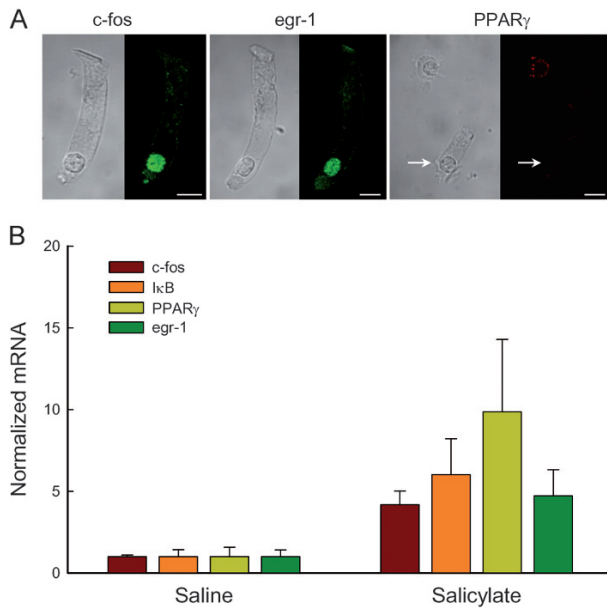 A
c-fos
egr-1
PPARγ
B
Normalized mRNA
20
15
10
5
0
c-fos
IκB
PPARγ
egr-1
Saline
Salicylate